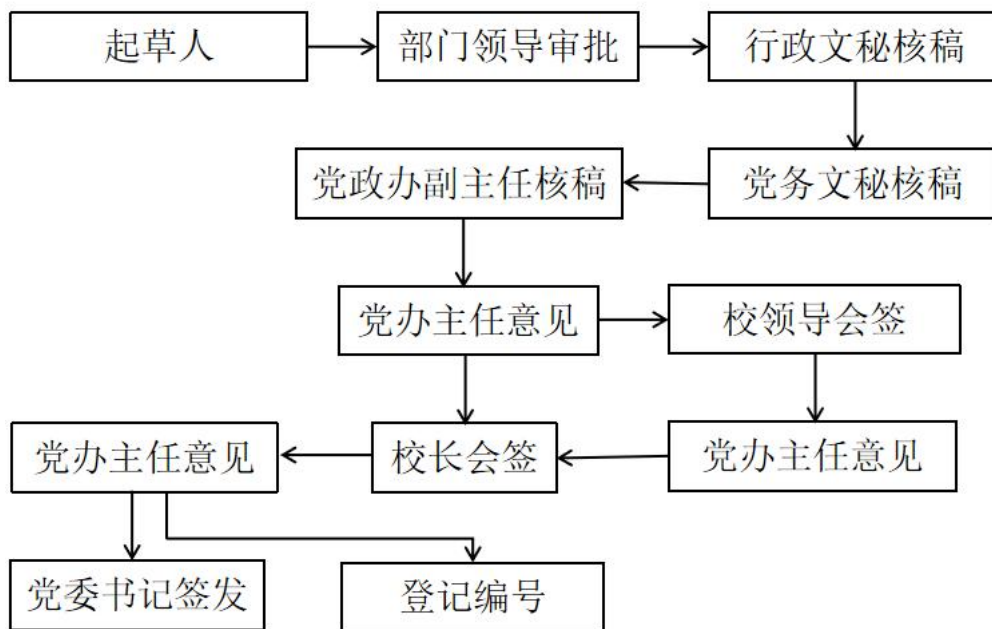 起草人
部门领导审批
行政文秘核稿
党政办副主任核稿
党务文秘核稿
党办主任意见
校领导会签
党办主任意见
校长会签
党办主任意见
党委书记签发
登记编号